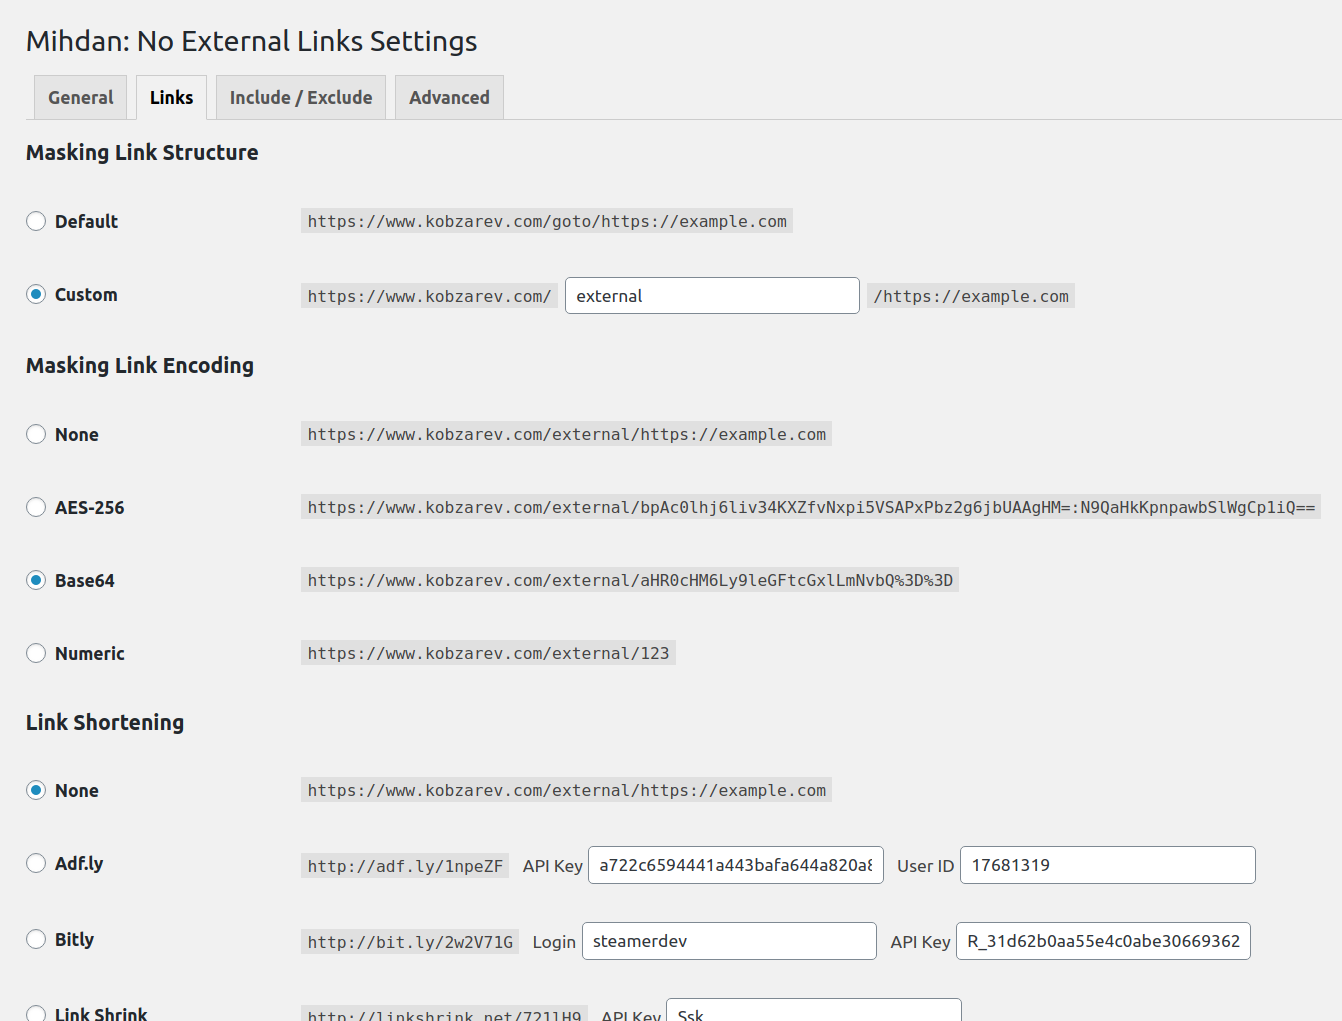 Mihdan: No External Links Settings
General Links Include / Exclude Advanced
Masking Link Structure
Default https://www.kobzarev.com/goto/https://example.com
Custom https://www.kobzarev.com/ external /https://example.com
Masking Link Encoding
None https://www.kobzarev.com/external/https://example.com
AES-256 https://www.kobzarev.com/external/bpAc0lhj6liv34KXZfvNxpi5VSAPxPbz2g6jbUAAgHM=:N9QaHkKpnpawbSlWgCp1iQ==
Base64 https://www.kobzarev.com/external/aHR0cHM6Ly9leGFtcGxlLmNvbQ%3D%3D
Numeric https://www.kobzarev.com/external/123
Link Shortening
None https://www.kobzarev.com/external/https://example.com
Adf.ly http://adf.ly/1npeZF API Key a722c6594441a443bafa644a820a8 User ID 17681319
Bitly http://bit.ly/2w2V71G Login steamerdev API Key R_31d62b0aa55e4c0abe30669362
Link Shrink http://linkshrink.net/721lH9 API Key Ssk